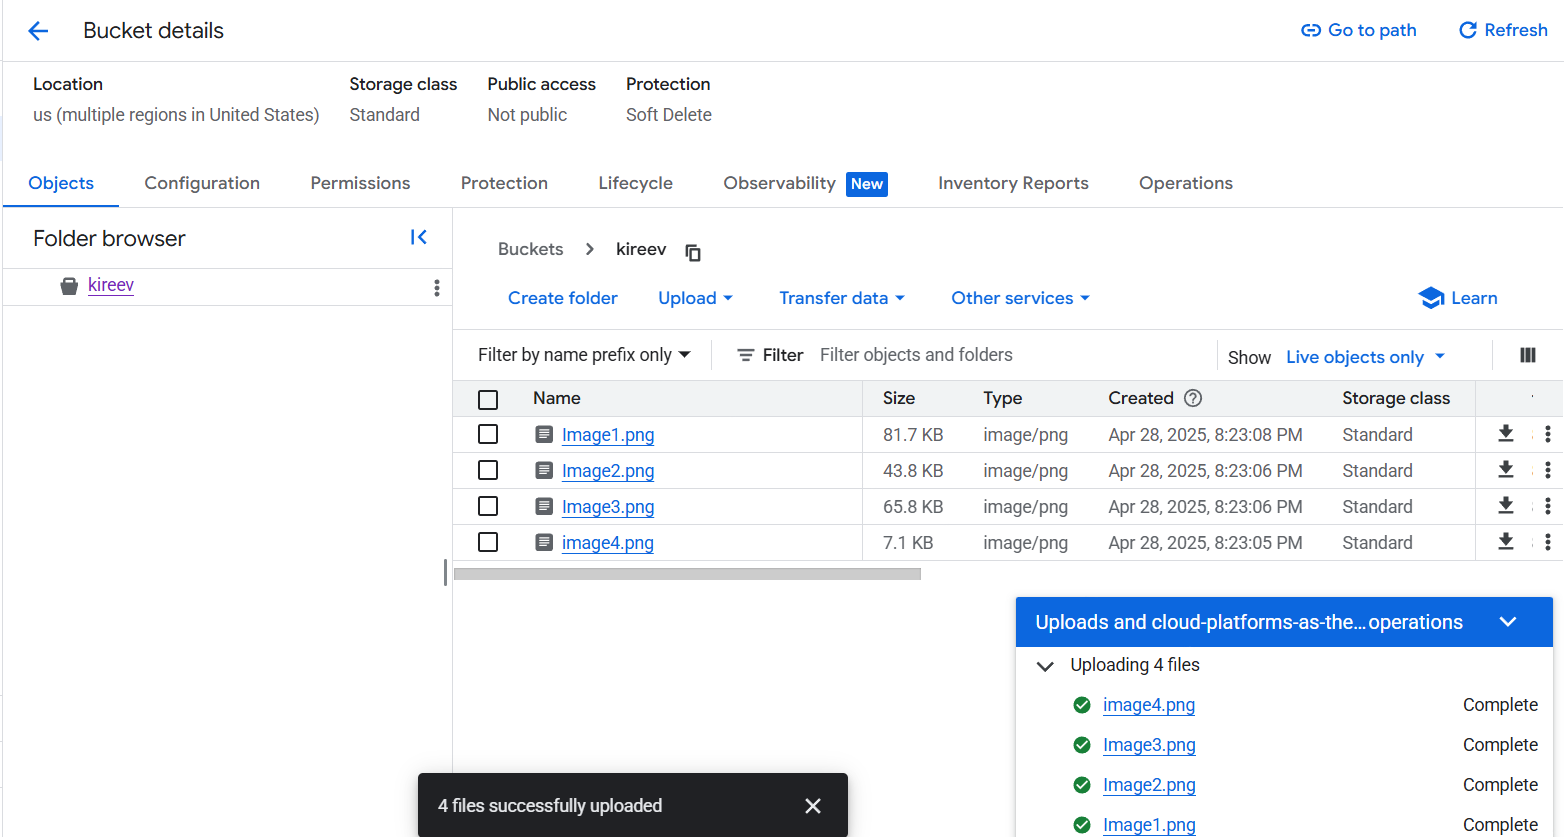 Bucket details
Go to path
Refresh
Location
Storage class
Public access
Protection
us (multiple regions in United States)
Standard
Not public
Soft Delete
Objects
Configuration
Permissions
Protection
Lifecycle
Observability New
Inventory Reports
Operations
Folder browser
kireev
Buckets
kireev
Create folder
Upload
Transfer data
Other services
Learn
Filter by name prefix only
Filter
Filter objects and folders
Show
Live objects only
Name Size Type Created Storage class
Image1.png 81.7 KB image/png Apr 28, 2025, 8:23:08 PM Standard
Image2.png 43.8 KB image/png Apr 28, 2025, 8:23:06 PM Standard
Image3.png 65.8 KB image/png Apr 28, 2025, 8:23:06 PM Standard
image4.png 7.1 KB image/png Apr 28, 2025, 8:23:05 PM Standard
Uploads and cloud-platforms-as-the...operations
Uploading 4 files
image4.png Complete
Image3.png Complete
Image2.png Complete
Image1.png Complete
4 files successfully uploaded